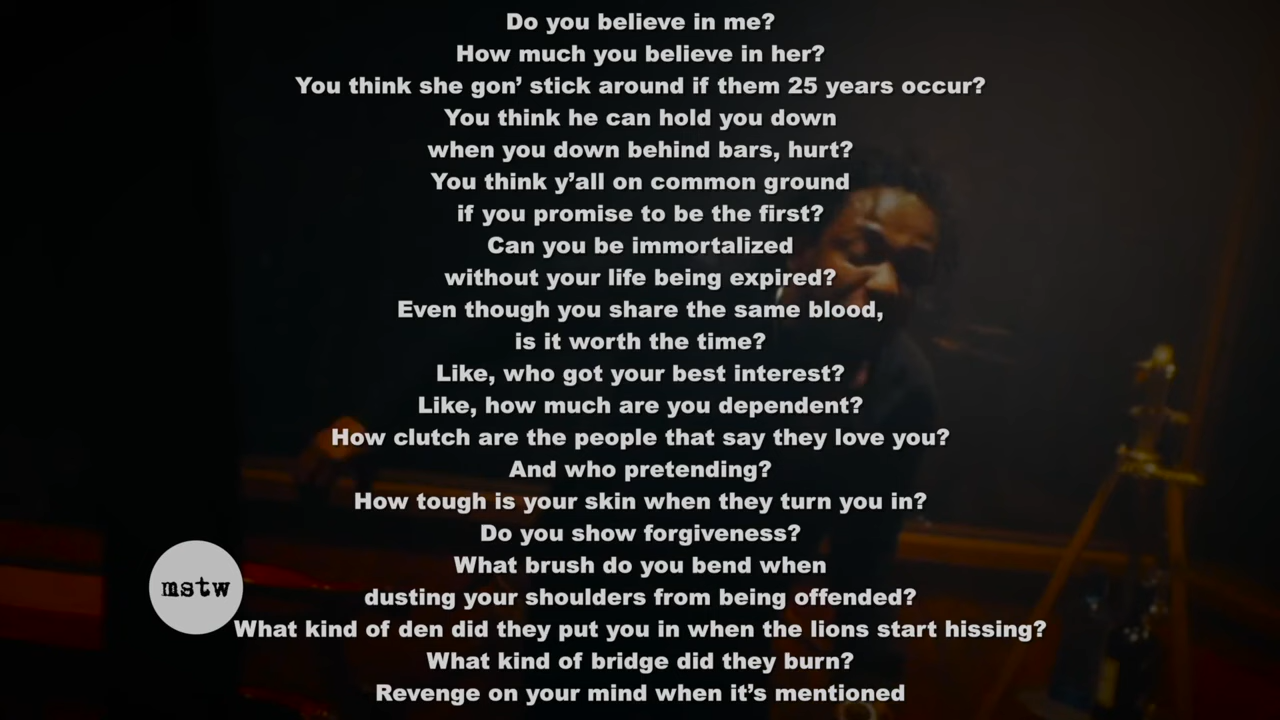 Do you believe in me?
How much you believe in her?
You think she gon’ stick around if them 25 years occur?
You think he can hold you down
when you down behind bars, hurt?
You think y’all on common ground
if you promise to be the first?
Can you be immortalized
without your life being expired?
Even though you share the same blood,
is it worth the time?
Like, who got your best interest?
Like, how much are you dependent?
How clutch are the people that say they love you?
And who pretending?
How tough is your skin when they turn you in?
Do you show forgiveness?
What brush do you bend when
dusting your shoulders from being offended?
mstw
What kind of den did they put you in when the lions start hissing?
What kind of bridge did they burn?
Revenge on your mind when it’s mentioned